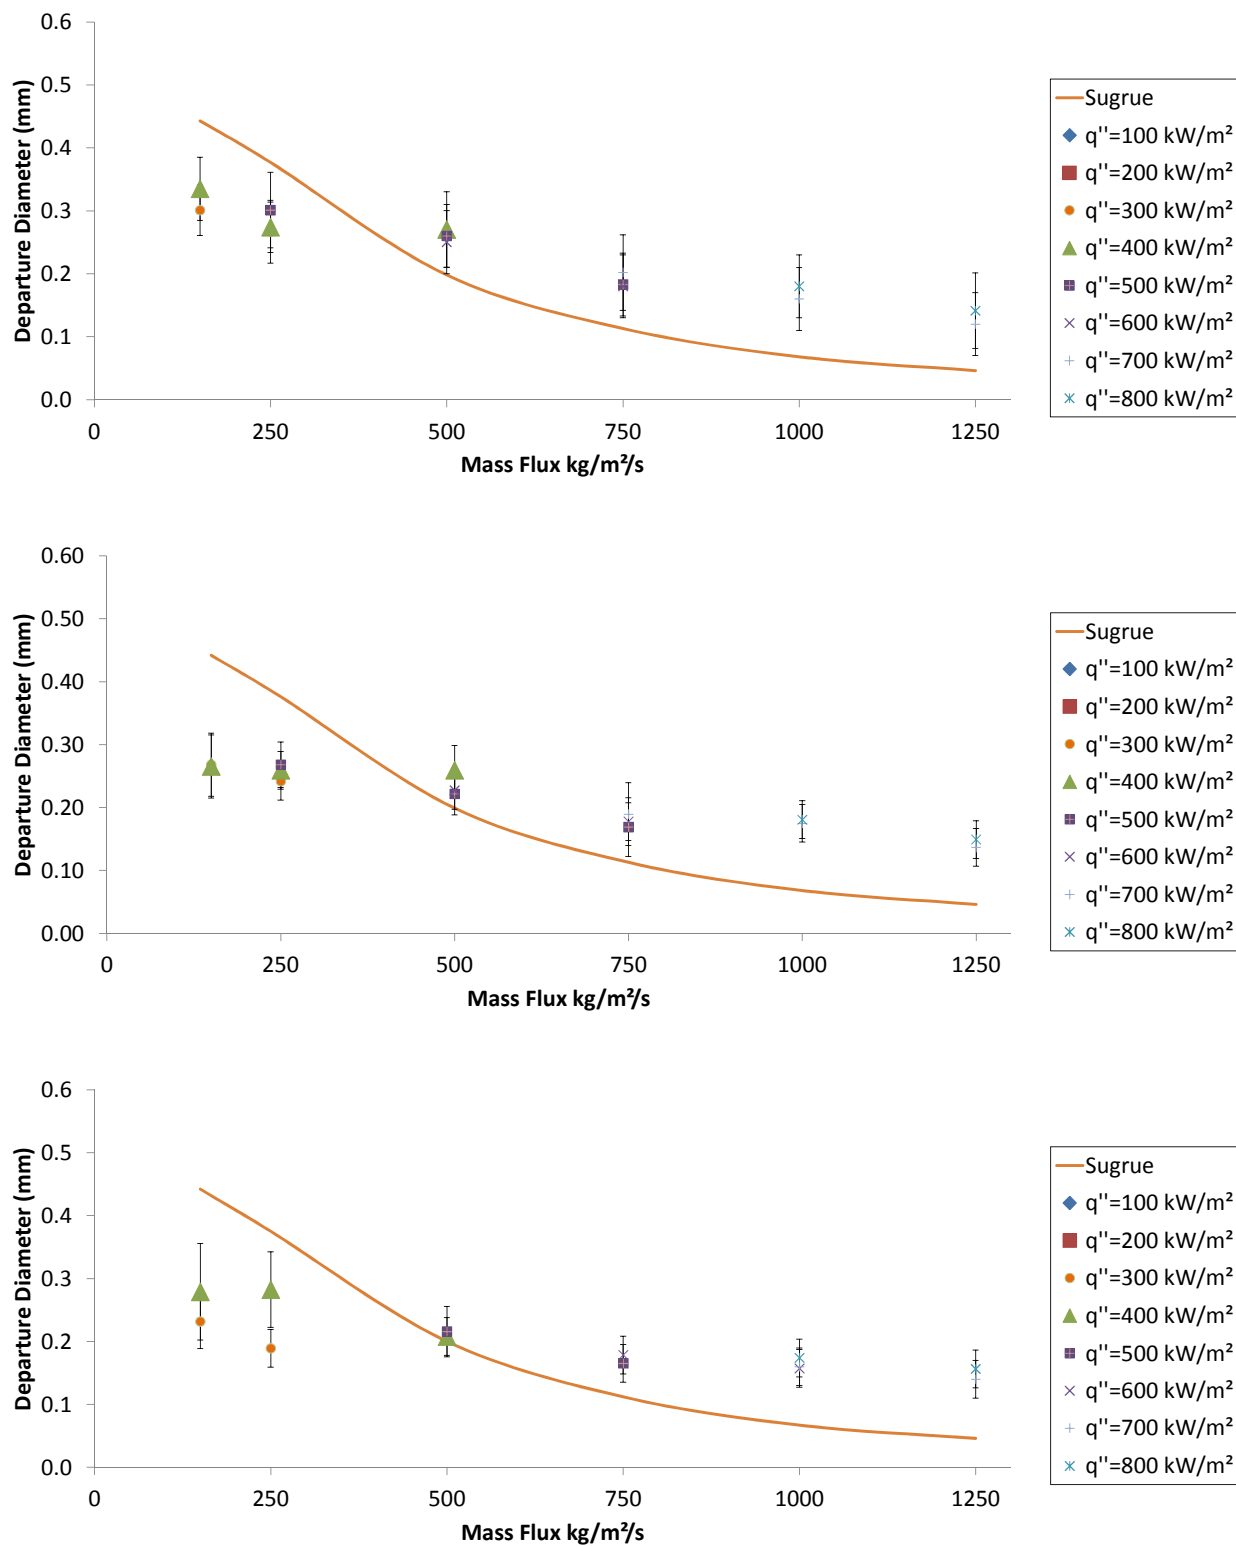 0.6
0.5
0.4
0.3
0.2
0.1
0.0
Departure Diameter (mm)
0 250 500 750 1000 1250
Mass Flux kg/m²/s
Sugrue
q''=100 kW/m²
q''=200 kW/m²
q''=300 kW/m²
q''=400 kW/m²
q''=500 kW/m²
q''=600 kW/m²
q''=700 kW/m²
q''=800 kW/m²
0.60
0.50
0.40
0.30
0.20
0.10
0.00
Departure Diameter (mm)
0 250 500 750 1000 1250
Mass Flux kg/m²/s
Sugrue
q''=100 kW/m²
q''=200 kW/m²
q''=300 kW/m²
q''=400 kW/m²
q''=500 kW/m²
q''=600 kW/m²
q''=700 kW/m²
q''=800 kW/m²
0.6
0.5
0.4
0.3
0.2
0.1
0.0
Departure Diameter (mm)
0 250 500 750 1000 1250
Mass Flux kg/m²/s
Sugrue
q''=100 kW/m²
q''=200 kW/m²
q''=300 kW/m²
q''=400 kW/m²
q''=500 kW/m²
q''=600 kW/m²
q''=700 kW/m²
q''=800 kW/m²